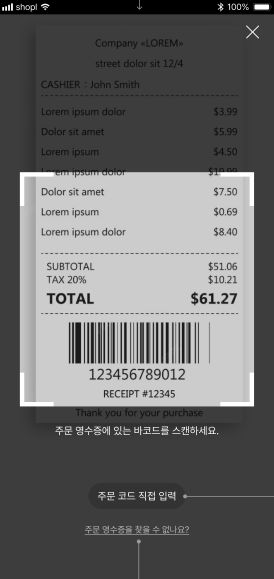 shopl
100%
Company «LOREM»
street dolor sit 12/4
CASHIER : John Smith
Lorem ipsum dolor $3.99
Dolor sit amet $5.99
Lorem ipsum $4.50
Lorem ipsum dolor $19.99
Dolor sit amet $7.50
Lorem ipsum $0.69
Lorem ipsum dolor $8.40
SUBTOTAL $51.06
TAX 20% $10.21
TOTAL $61.27
123456789012
RECEIPT #12345
Thank you for your purchase
주문 영수증에 있는 바코드를 스캔하세요.
주문 코드 직접 입력
주문 영수증을 찾을 수 없나요?